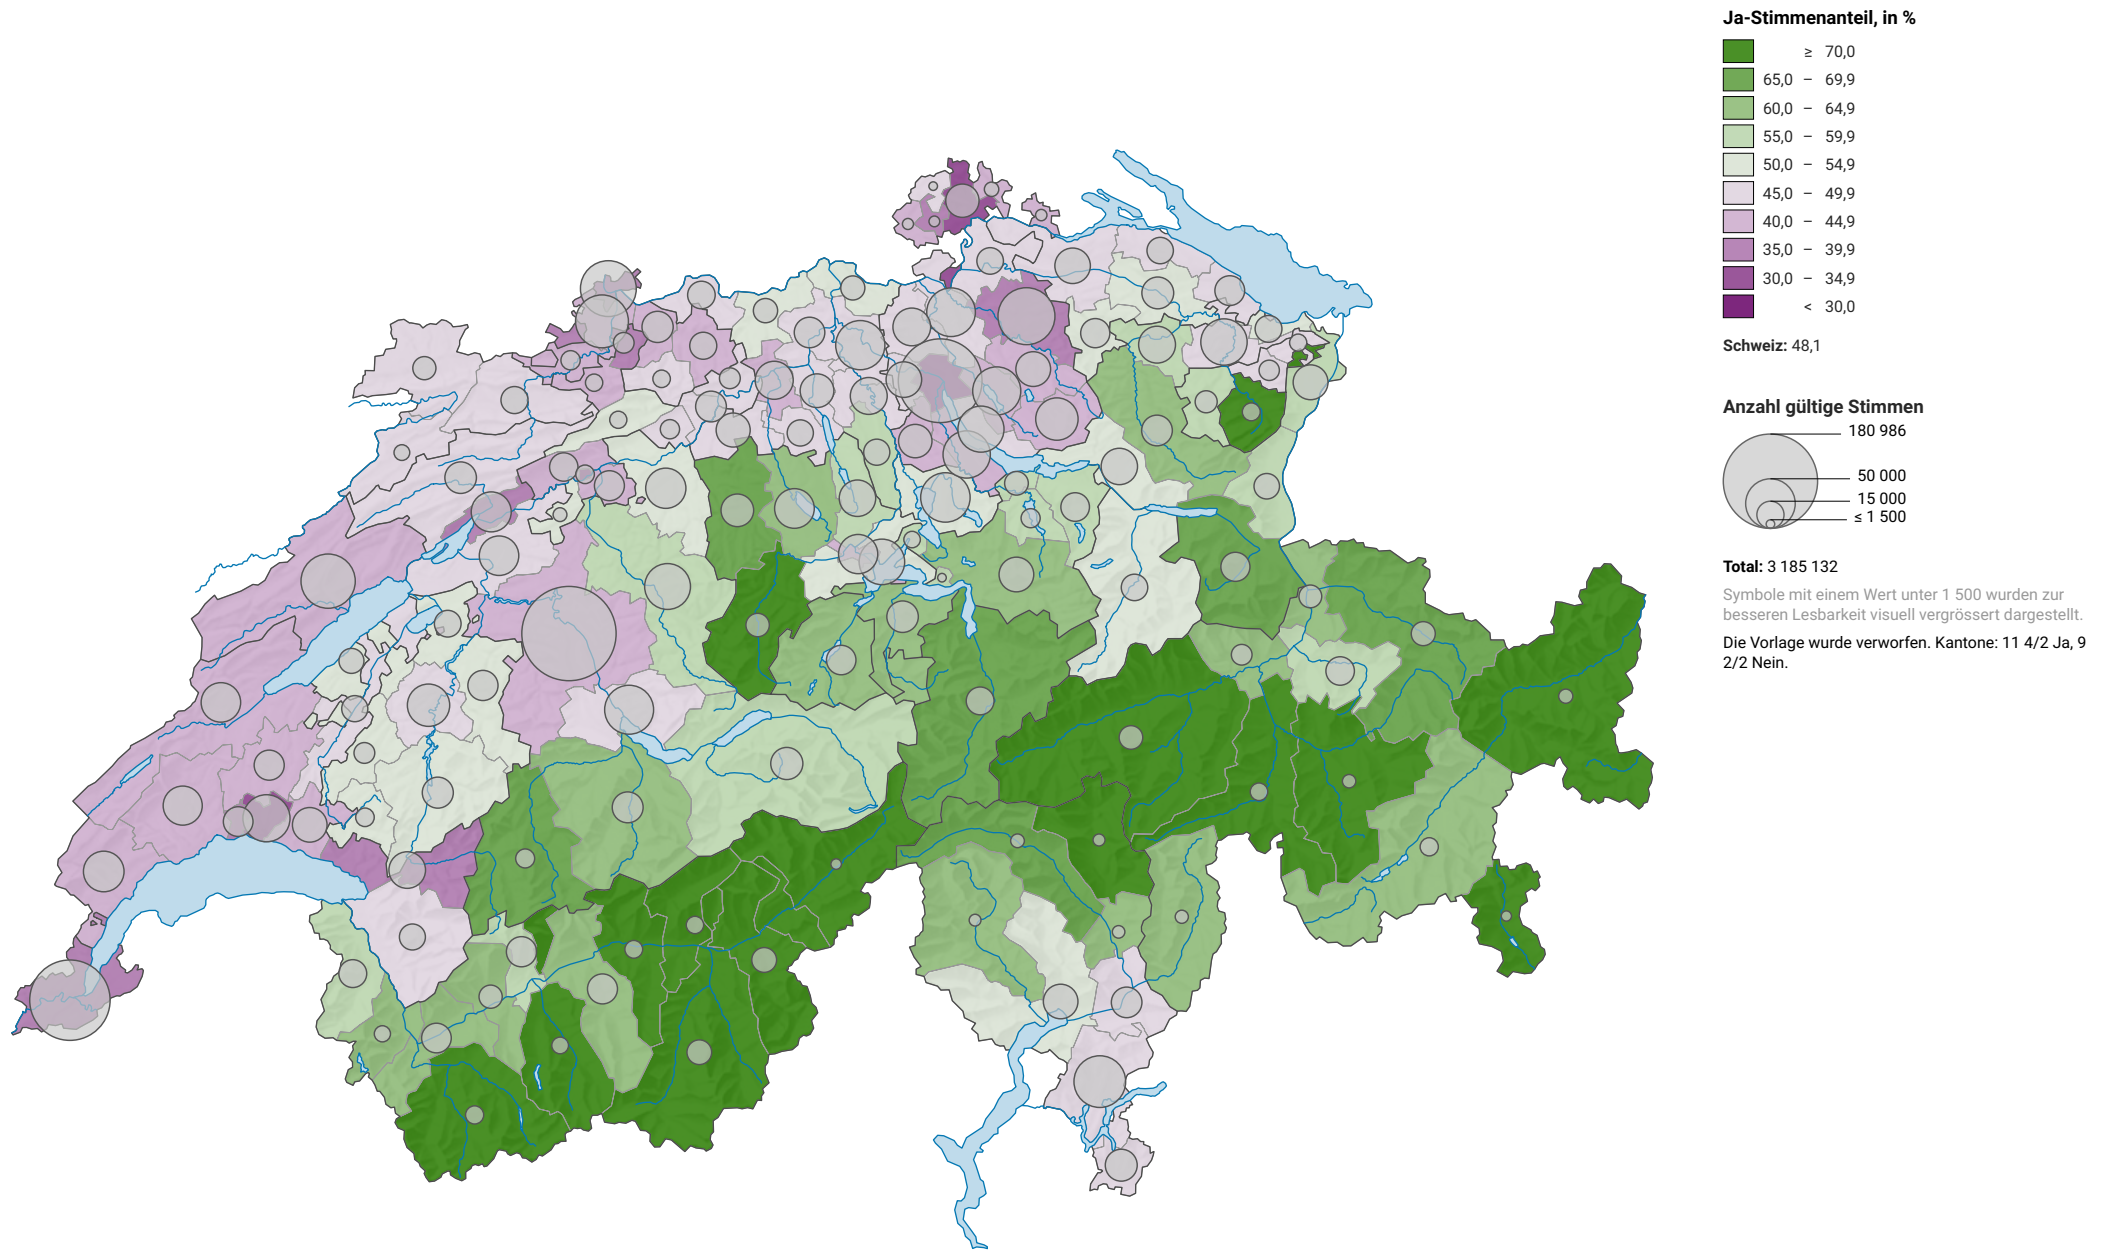 Ja-Stimmenanteil, in %
≥ 70,0
65,0 – 69,9
60,0 – 64,9
55,0 – 59,9
50,0 – 54,9
45,0 – 49,9
40,0 – 44,9
35,0 – 39,9
30,0 – 34,9
< 30,0
Schweiz: 48,1
Anzahl gültige Stimmen
180 986
50 000
15 000
≤ 1 500
Total: 3 185 132
Symbole mit einem Wert unter 1 500 wurden zur
besseren Lesbarkeit visuell vergrössert dargestellt.
Die Vorlage wurde verworfen. Kantone: 11 4/2 Ja, 9
2/2 Nein.